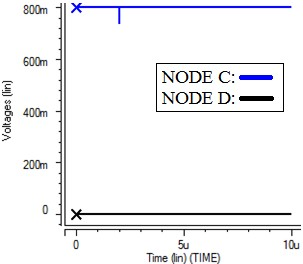 800m
600m
400m
200m
0
Voltages (lin)
NODE C:
NODE D:
0
5u
10u
Time (lin) (TIME)